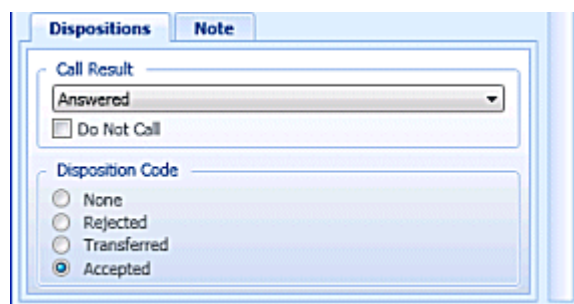 Dispositions Note
Call Result
Answered
Do Not Call
Disposition Code
None
Rejected
Transferred
Accepted